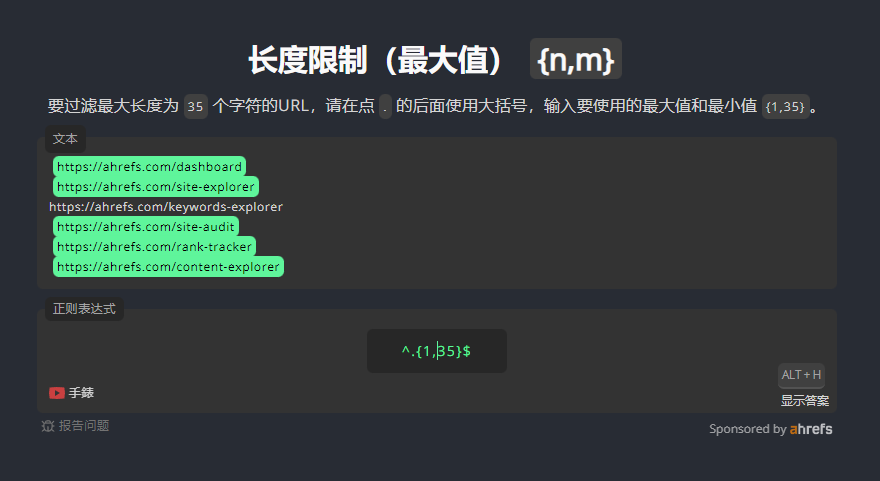 长度限制（最大值） {n,m}
要过滤最大长度为 35 个字符的URL，请在点 . 的后面使用大括号，输入要使用的最大值和最小值 {1,35}。
文本
https://ahrefs.com/dashboard
https://ahrefs.com/site-explorer
https://ahrefs.com/keywords-explorer
https://ahrefs.com/site-audit
https://ahrefs.com/rank-tracker
https://ahrefs.com/content-explorer
正则表达式
^.{1,35}$
ALT + H
手錶
显示答案
报告问题
Sponsored by ahrefs